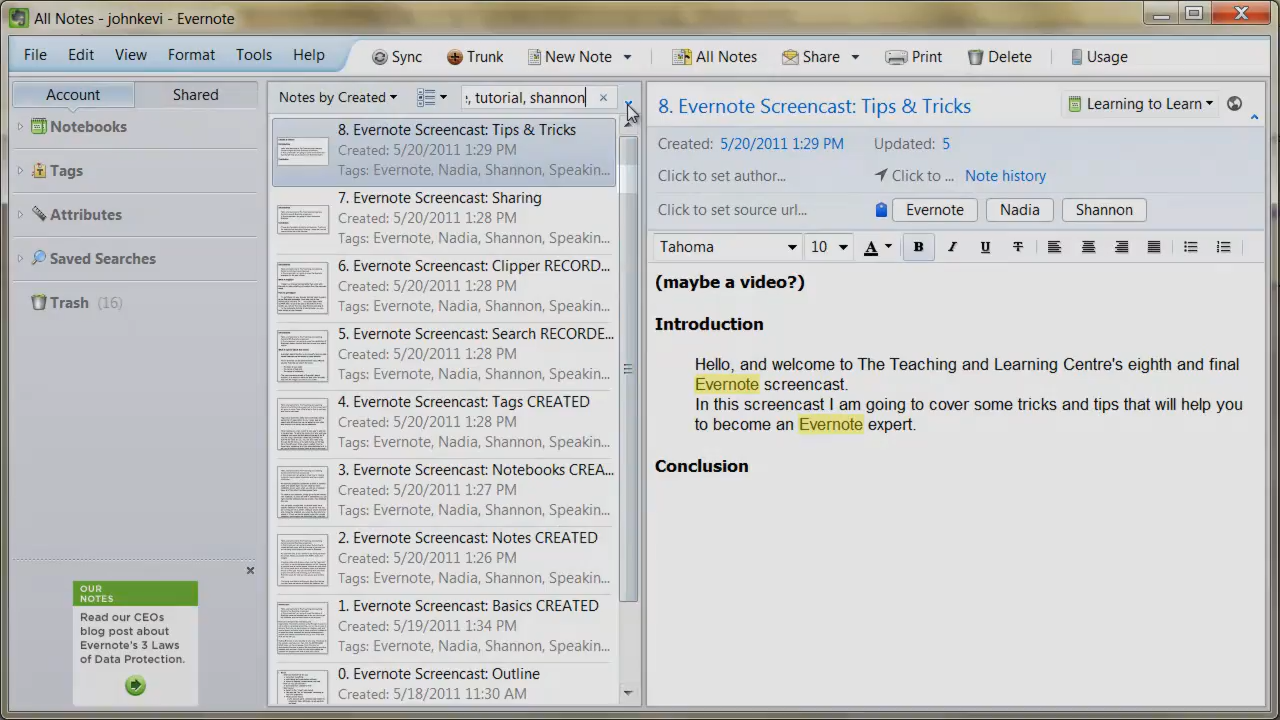 All Notes - johnkevi - Evernote
File Edit View Format Tools Help
Sync Trunk New Note All Notes Share Print Delete Usage
Account Shared
Notebooks
Tags
Attributes
Saved Searches
Trash (16)
OUR
NOTES
Read our CEOs
blog post about
Evernote's 3 Laws
of Data Protection.
Notes by Created
, tutorial, shannon
8. Evernote Screencast: Tips & Tricks
Created: 5/20/2011 1:29 PM
Tags: Evernote, Nadia, Shannon, Speakin...
7. Evernote Screencast: Sharing
Created: 5/20/2011 1:28 PM
Tags: Evernote, Nadia, Shannon, Speakin...
6. Evernote Screencast: Clipper RECORD...
Created: 5/20/2011 1:28 PM
Tags: Evernote, Nadia, Shannon, Speakin...
5. Evernote Screencast: Search RECORDE...
Created: 5/20/2011 1:28 PM
Tags: Evernote, Nadia, Shannon, Speakin...
4. Evernote Screencast: Tags CREATED
Created: 5/20/2011 1:28 PM
Tags: Evernote, Nadia, Shannon, Speakin...
3. Evernote Screencast: Notebooks CREA...
Created: 5/20/2011 1:27 PM
Tags: Evernote, Nadia, Shannon, Speakin...
2. Evernote Screencast: Notes CREATED
Created: 5/20/2011 1:25 PM
Tags: Evernote, Nadia, Shannon, Speakin...
1. Evernote Screencast: Basics CREATED
Created: 5/19/2011 4:34 PM
Tags: Evernote, Nadia, Shannon, Speakin...
0. Evernote Screencast: Outline
Created: 5/18/2011 11:30 AM
8. Evernote Screencast: Tips & Tricks
Learning to Learn
Created: 5/20/2011 1:29 PM Updated: 5
Click to set author... Click to ... Note history
Click to set source url... Evernote Nadia Shannon
Tahoma 10 A B I U T
(maybe a video?)
Introduction
Hello, and welcome to The Teaching and Learning Centre's eighth and final
Evernote screencast.
In this screencast I am going to cover some tricks and tips that will help you
to become an Evernote expert.
Conclusion